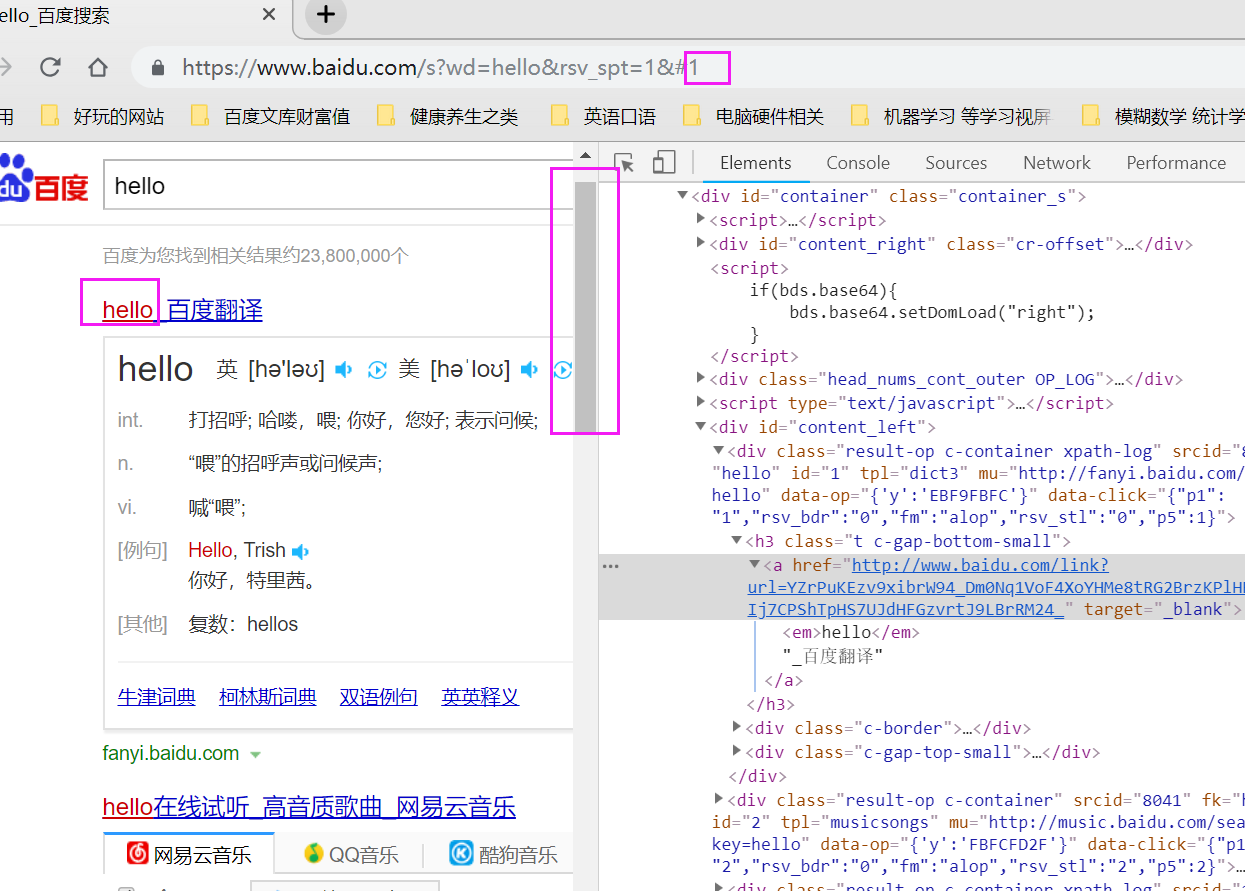 ello_百度搜索
https://www.baidu.com/s?wd=hello&rsv_spt=1&#1
用 好玩的网站 百度文库财富值 健康养生之类 英语口语 电脑硬件相关 机器学习 等学习视屏 模糊数学 统计学
du百度 hello
Elements Console Sources Network Performance
百度为您找到相关结果约23,800,000个
hello_百度翻译
hello 英 [hə'ləʊ] 美 [həˈloʊ]
int. 打招呼; 哈喽，喂; 你好，您好; 表示问候;
n. “喂”的招呼声或问候声;
vi. 喊“喂”;
[例句] Hello, Trish
你好，特里茜。
[其他] 复数：hellos
牛津词典 柯林斯词典 双语例句 英英释义
fanyi.baidu.com
hello在线试听_高音质歌曲_网易云音乐
网易云音乐 QQ音乐 酷狗音乐
<div id="container" class="container_s">
<script>…</script>
<div id="content_right" class="cr-offset">…</div>
<script>
if(bds.base64){
bds.base64.setDomLoad("right");
}
</script>
<div class="head_nums_cont_outer OP_LOG">…</div>
<script type="text/javascript">…</script>
<div id="content_left">
<div class="result-op c-container xpath-log" srcid="
"hello" id="1" tpl="dict3" mu="http://fanyi.baidu.com/
hello" data-op="{'y':'EBF9FBFC'}" data-click="{"p1":
"1","rsv_bdr":"0","fm":"alop","rsv_stl":"0","p5":1}">
<h3 class="t c-gap-bottom-small">
<a href="http://www.baidu.com/link?
url=YZrPuKEzv9xibrW94_Dm0Nq1VoF4XoYHMe8tRG2BrzKPlH
Ij7CPShTpHS7UJdHFGzvrtJ9LBrRM24_" target="_blank">
<em>hello</em>
"_百度翻译"
</a>
</h3>
<div class="c-border">…</div>
<div class="c-gap-top-small">…</div>
</div>
<div class="result-op c-container" srcid="8041" fk="
id="2" tpl="musicsongs" mu="http://music.baidu.com/sea
key=hello" data-op="{'y':'FBFCFD2F'}" data-click="{"p1
"2","rsv_bdr":"0","fm":"alop","rsv_stl":"2","p5":2}">…
<div class="result-op c-container xpath-log" srcid=